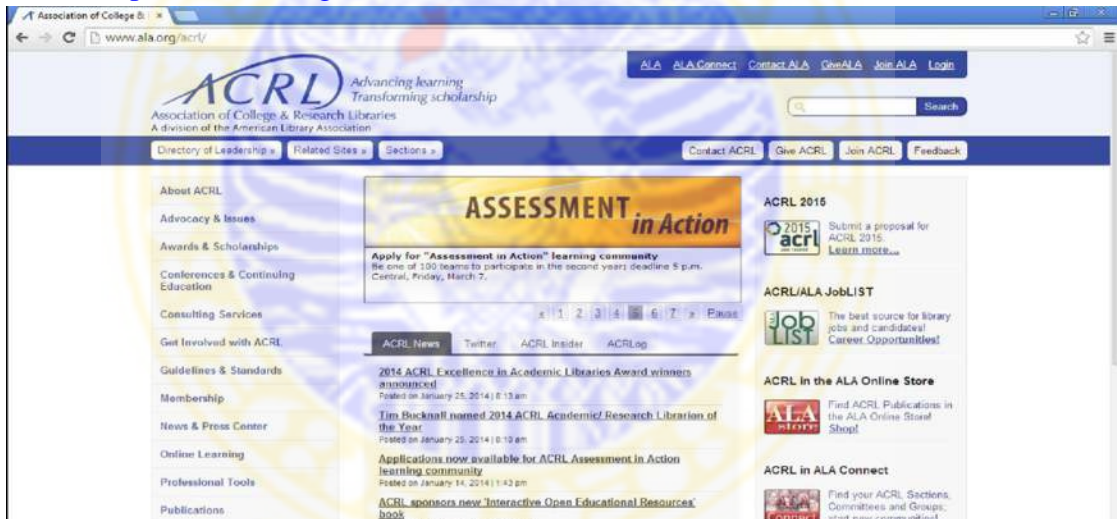 Association of College &
www.ala.org/acrl/
ALA ALA Connect Contact ALA GiveALA Join ALA Login
ACRL
Advancing learning
Transforming scholarship
Association of College & Research Libraries
A division of the American Library Association
Search
Directory of Leadership » Related Sites » Sections »
Contact ACRL Give ACRL Join ACRL Feedback
About ACRL
Advocacy & Issues
Awards & Scholarships
Conferences & Continuing
Education
Consulting Services
Get Involved with ACRL
Guidelines & Standards
Membership
News & Press Center
Online Learning
Professional Tools
Publications
ASSESSMENT
in Action
Apply for "Assessment in Action" learning community
Be one of 100 teams to participate in the second year; deadline 5 p.m.
Central, Friday, March 7.
« 1 2 3 4 5 6 7 » Pause
ACRL News Twitter ACRL Insider ACRLog
2014 ACRL Excellence in Academic Libraries Award winners
announced
Posted on January 25, 2014 | 8:13 am
Tim Bucknall named 2014 ACRL Academic/ Research Librarian of
the Year
Posted on January 25, 2014 | 8:10 am
Applications now available for ACRL Assessment in Action
learning community
Posted on January 14, 2014 | 1:43 pm
ACRL sponsors new 'Interactive Open Educational Resources'
book
ACRL 2015
2015
acrl
Submit a proposal for
ACRL 2015.
Learn more...
ACRL/ALA JobLIST
Job
LIST
The best source for library
jobs and candidates!
Career Opportunities!
ACRL in the ALA Online Store
ALA
store
Find ACRL Publications in
the ALA Online Store!
Shop!
ACRL in ALA Connect
ALA
Connect
Find your ACRL Sections,
Committees and Groups;
start new communities!